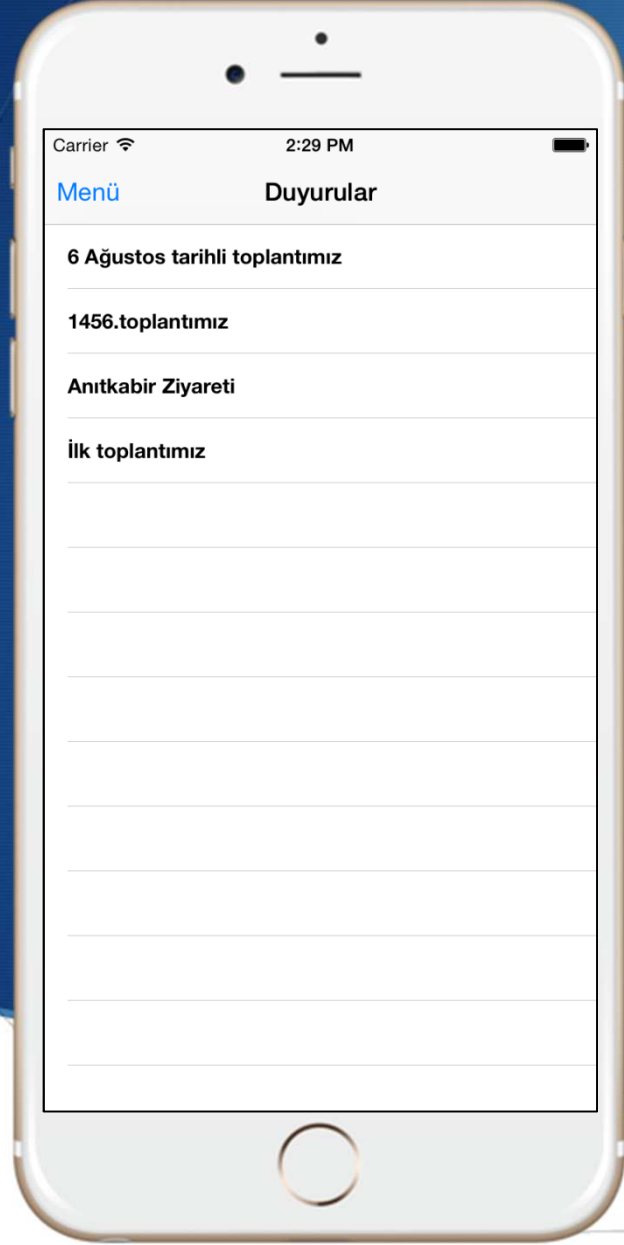 Carrier 2:29 PM
Menü Duyurular
6 Ağustos tarihli toplantımız
1456.toplantımız
Anıtkabir Ziyareti
İlk toplantımız